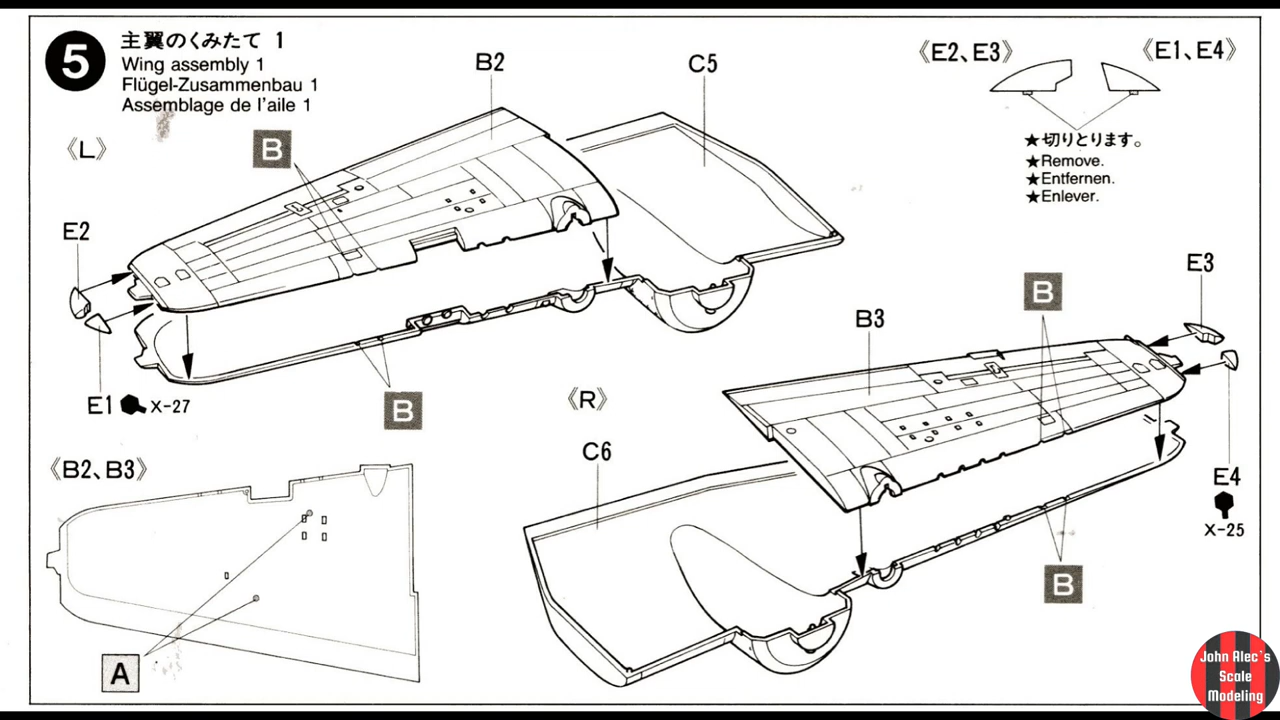 5
主翼のくみたて 1
Wing assembly 1
Flügel-Zusammenbau 1
Assemblage de l'aile 1
《L》
B2
C5
《E2、E3》
《E1、E4》
★切りとります。
★Remove.
★Entfernen.
★Enlever.
B
E2
E1
X-27
B
B3
B
E3
E4
X-25
《R》
C6
B
《B2、B3》
A
John Alec's
Scale
Modeling